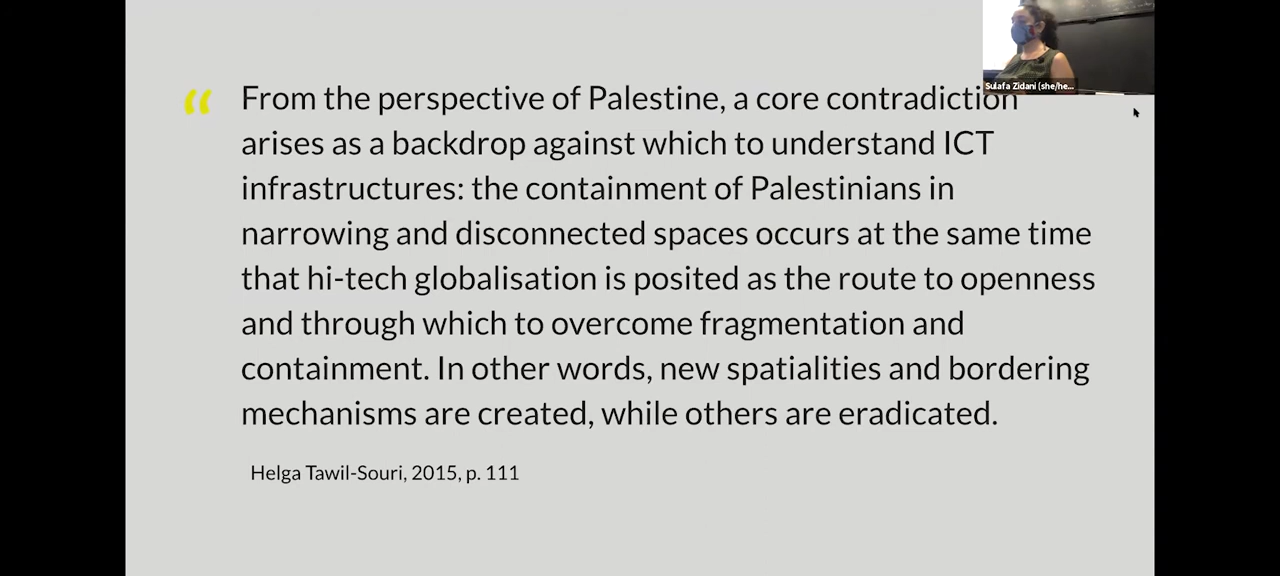 Sulafa Zidani (she/he...
“ From the perspective of Palestine, a core contradiction
arises as a backdrop against which to understand ICT
infrastructures: the containment of Palestinians in
narrowing and disconnected spaces occurs at the same time
that hi-tech globalisation is posited as the route to openness
and through which to overcome fragmentation and
containment. In other words, new spatialities and bordering
mechanisms are created, while others are eradicated.
Helga Tawil-Souri, 2015, p. 111